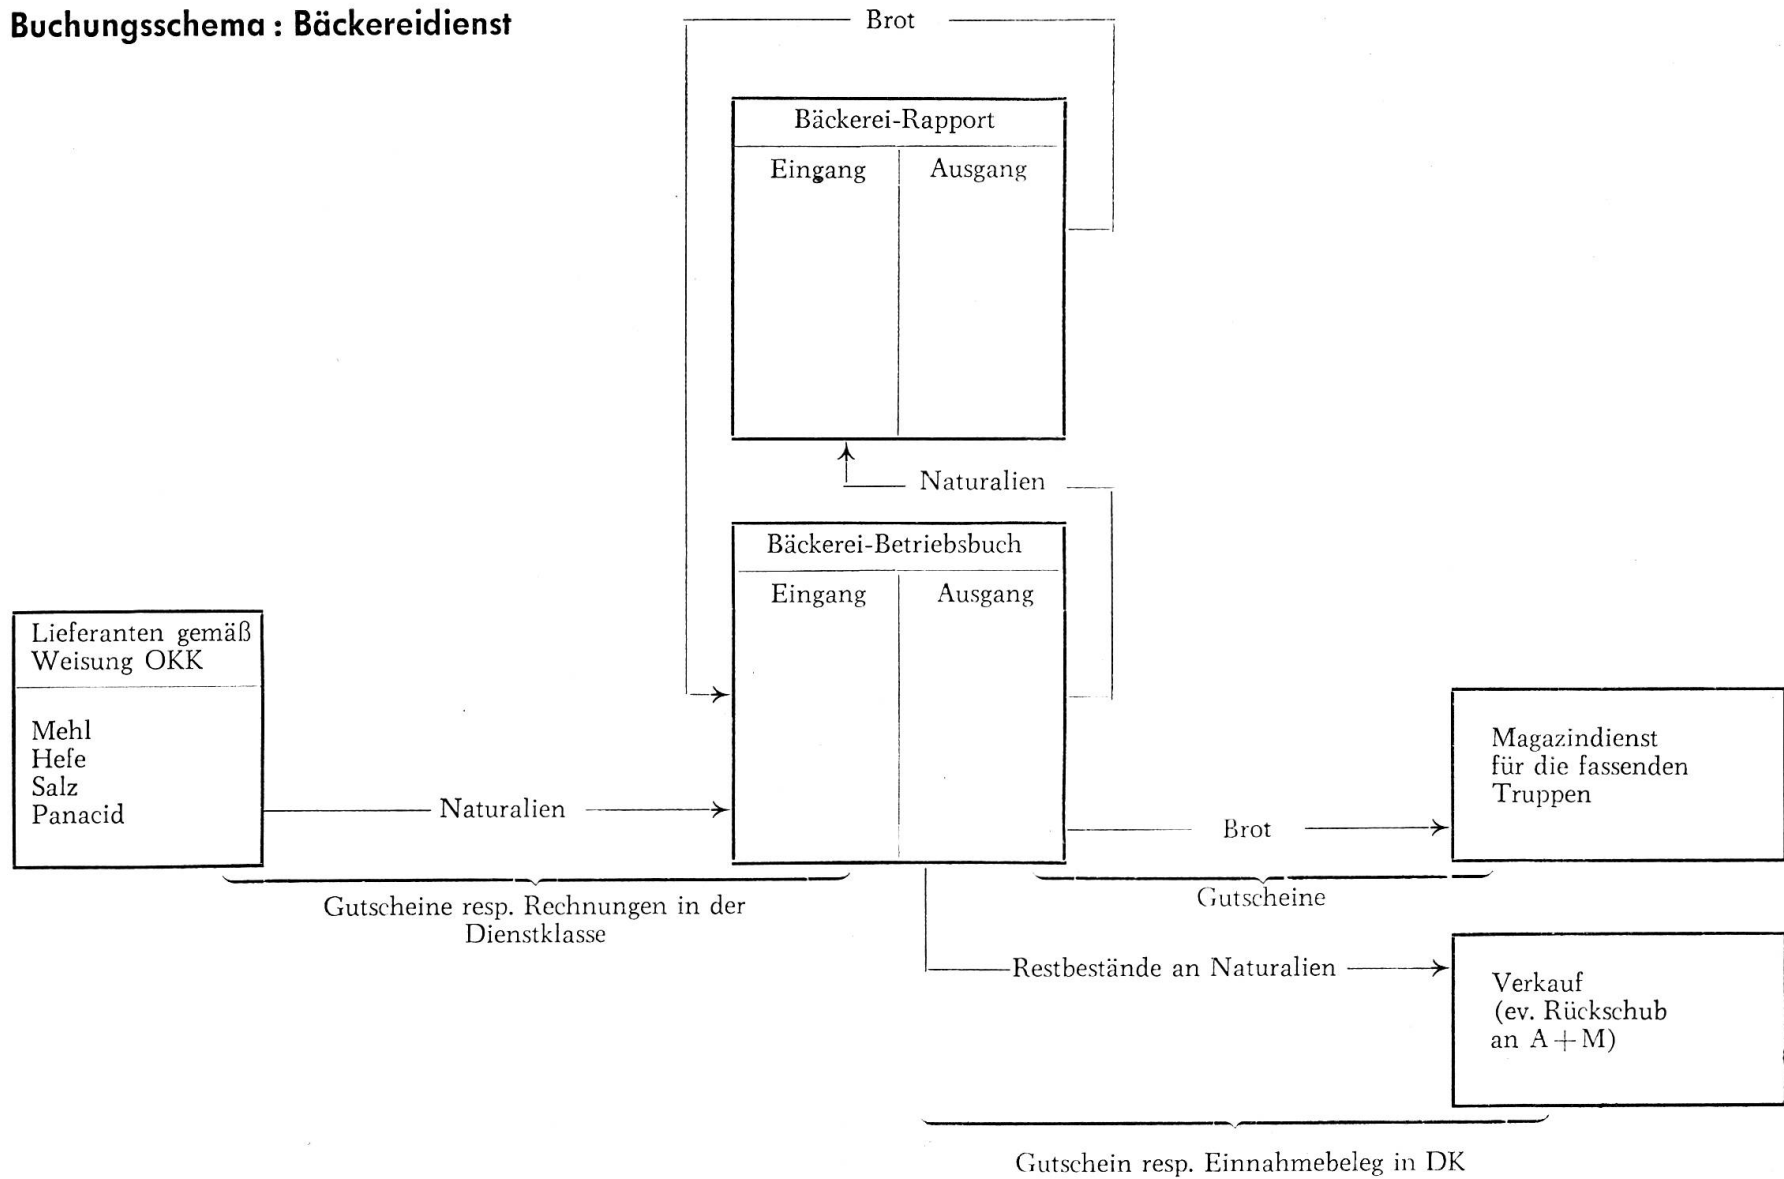 Buchungsschema : Bäckereidienst
Brot
Bäckerei-Rapport
Eingang
Ausgang
Naturalien
Bäckerei-Betriebsbuch
Eingang
Ausgang
Lieferanten gemäß
Weisung OKK
Mehl
Hefe
Salz
Panacid
Naturalien
Magazindienst
für die fassenden
Truppen
Brot
Gutscheine resp. Rechnungen in der
Dienstklasse
Gutscheine
Restbestände an Naturalien
Verkauf
(ev. Rückschub
an A+M)
Gutschein resp. Einnahmebeleg in DK